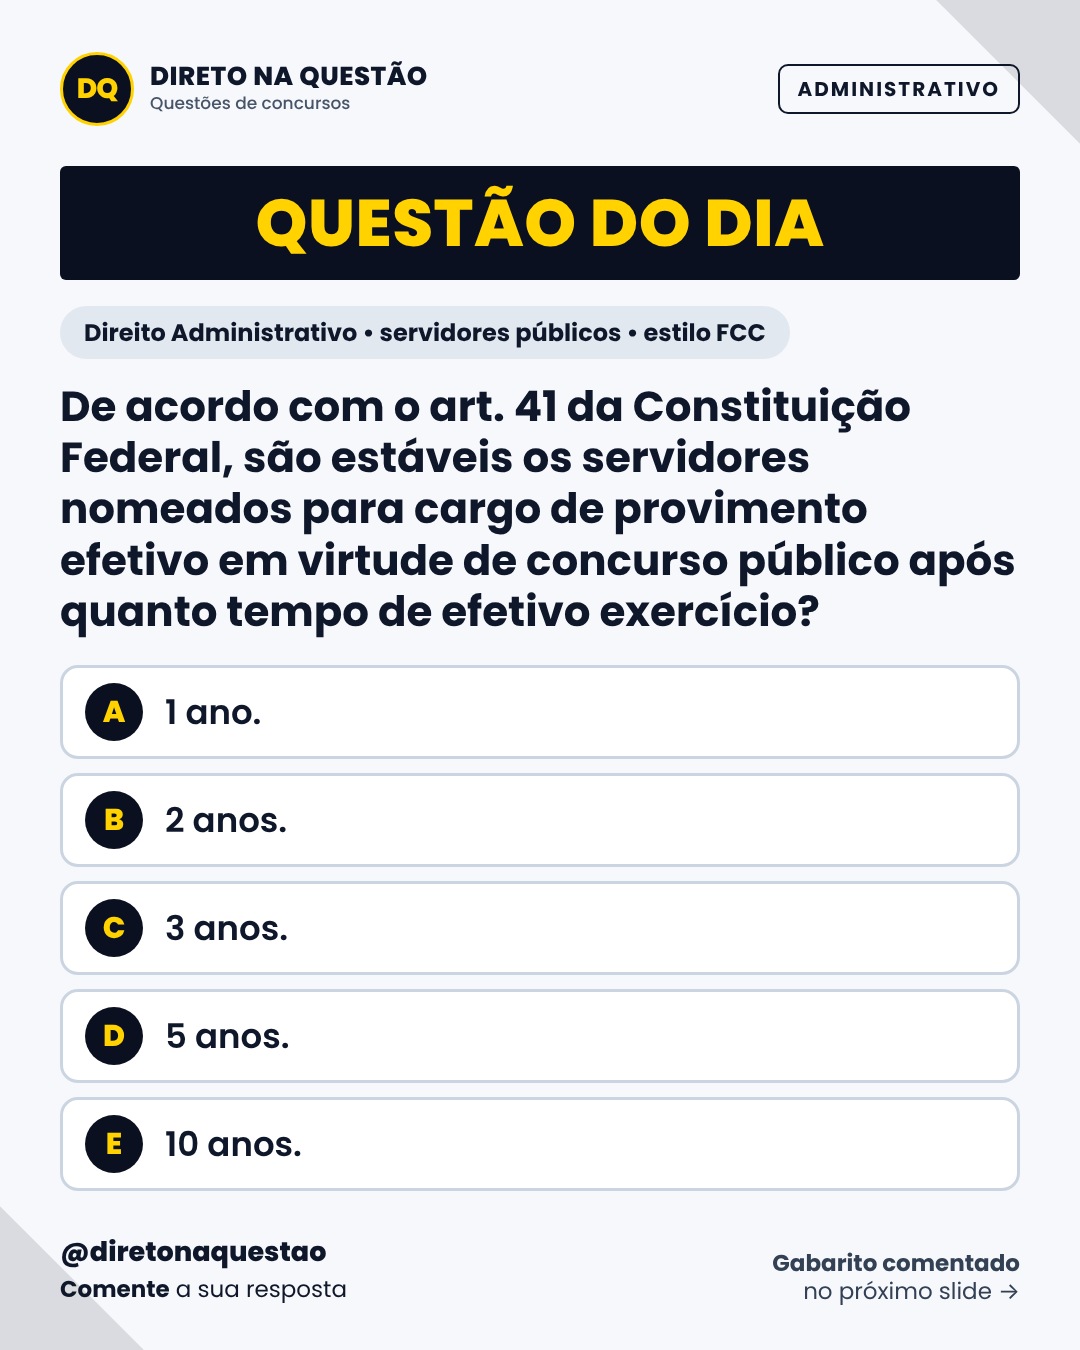 DQ
DIRETO NA QUESTÃO
Questões de concursos
ADMINISTRATIVO
QUESTÃO DO DIA
Direito Administrativo • servidores públicos • estilo FCC
De acordo com o art. 41 da Constituição
Federal, são estáveis os servidores
nomeados para cargo de provimento
efetivo em virtude de concurso público após
quanto tempo de efetivo exercício?
A 1 ano.
B 2 anos.
C 3 anos.
D 5 anos.
E 10 anos.
@diretonaquestao
Comente a sua resposta
Gabarito comentado
no próximo slide →